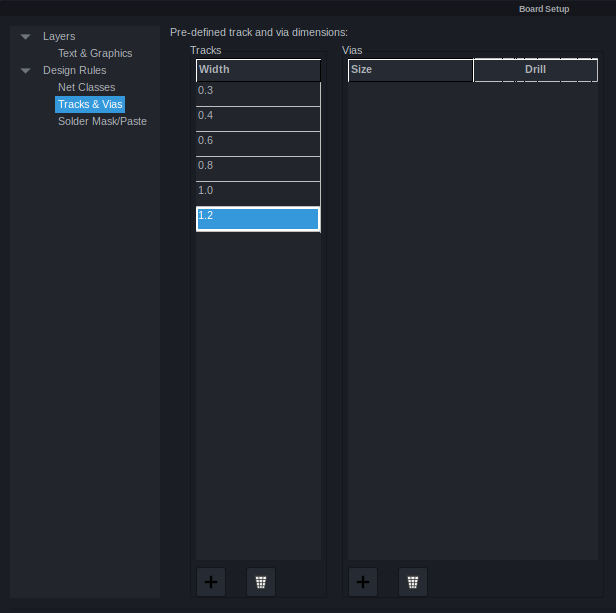 Board Setup
Layers
Text & Graphics
Design Rules
Net Classes
Tracks & Vias
Solder Mask/Paste
Pre-defined track and via dimensions:
Tracks
Width
0.3
0.4
0.6
0.8
1.0
1.2
Vias
Size Drill